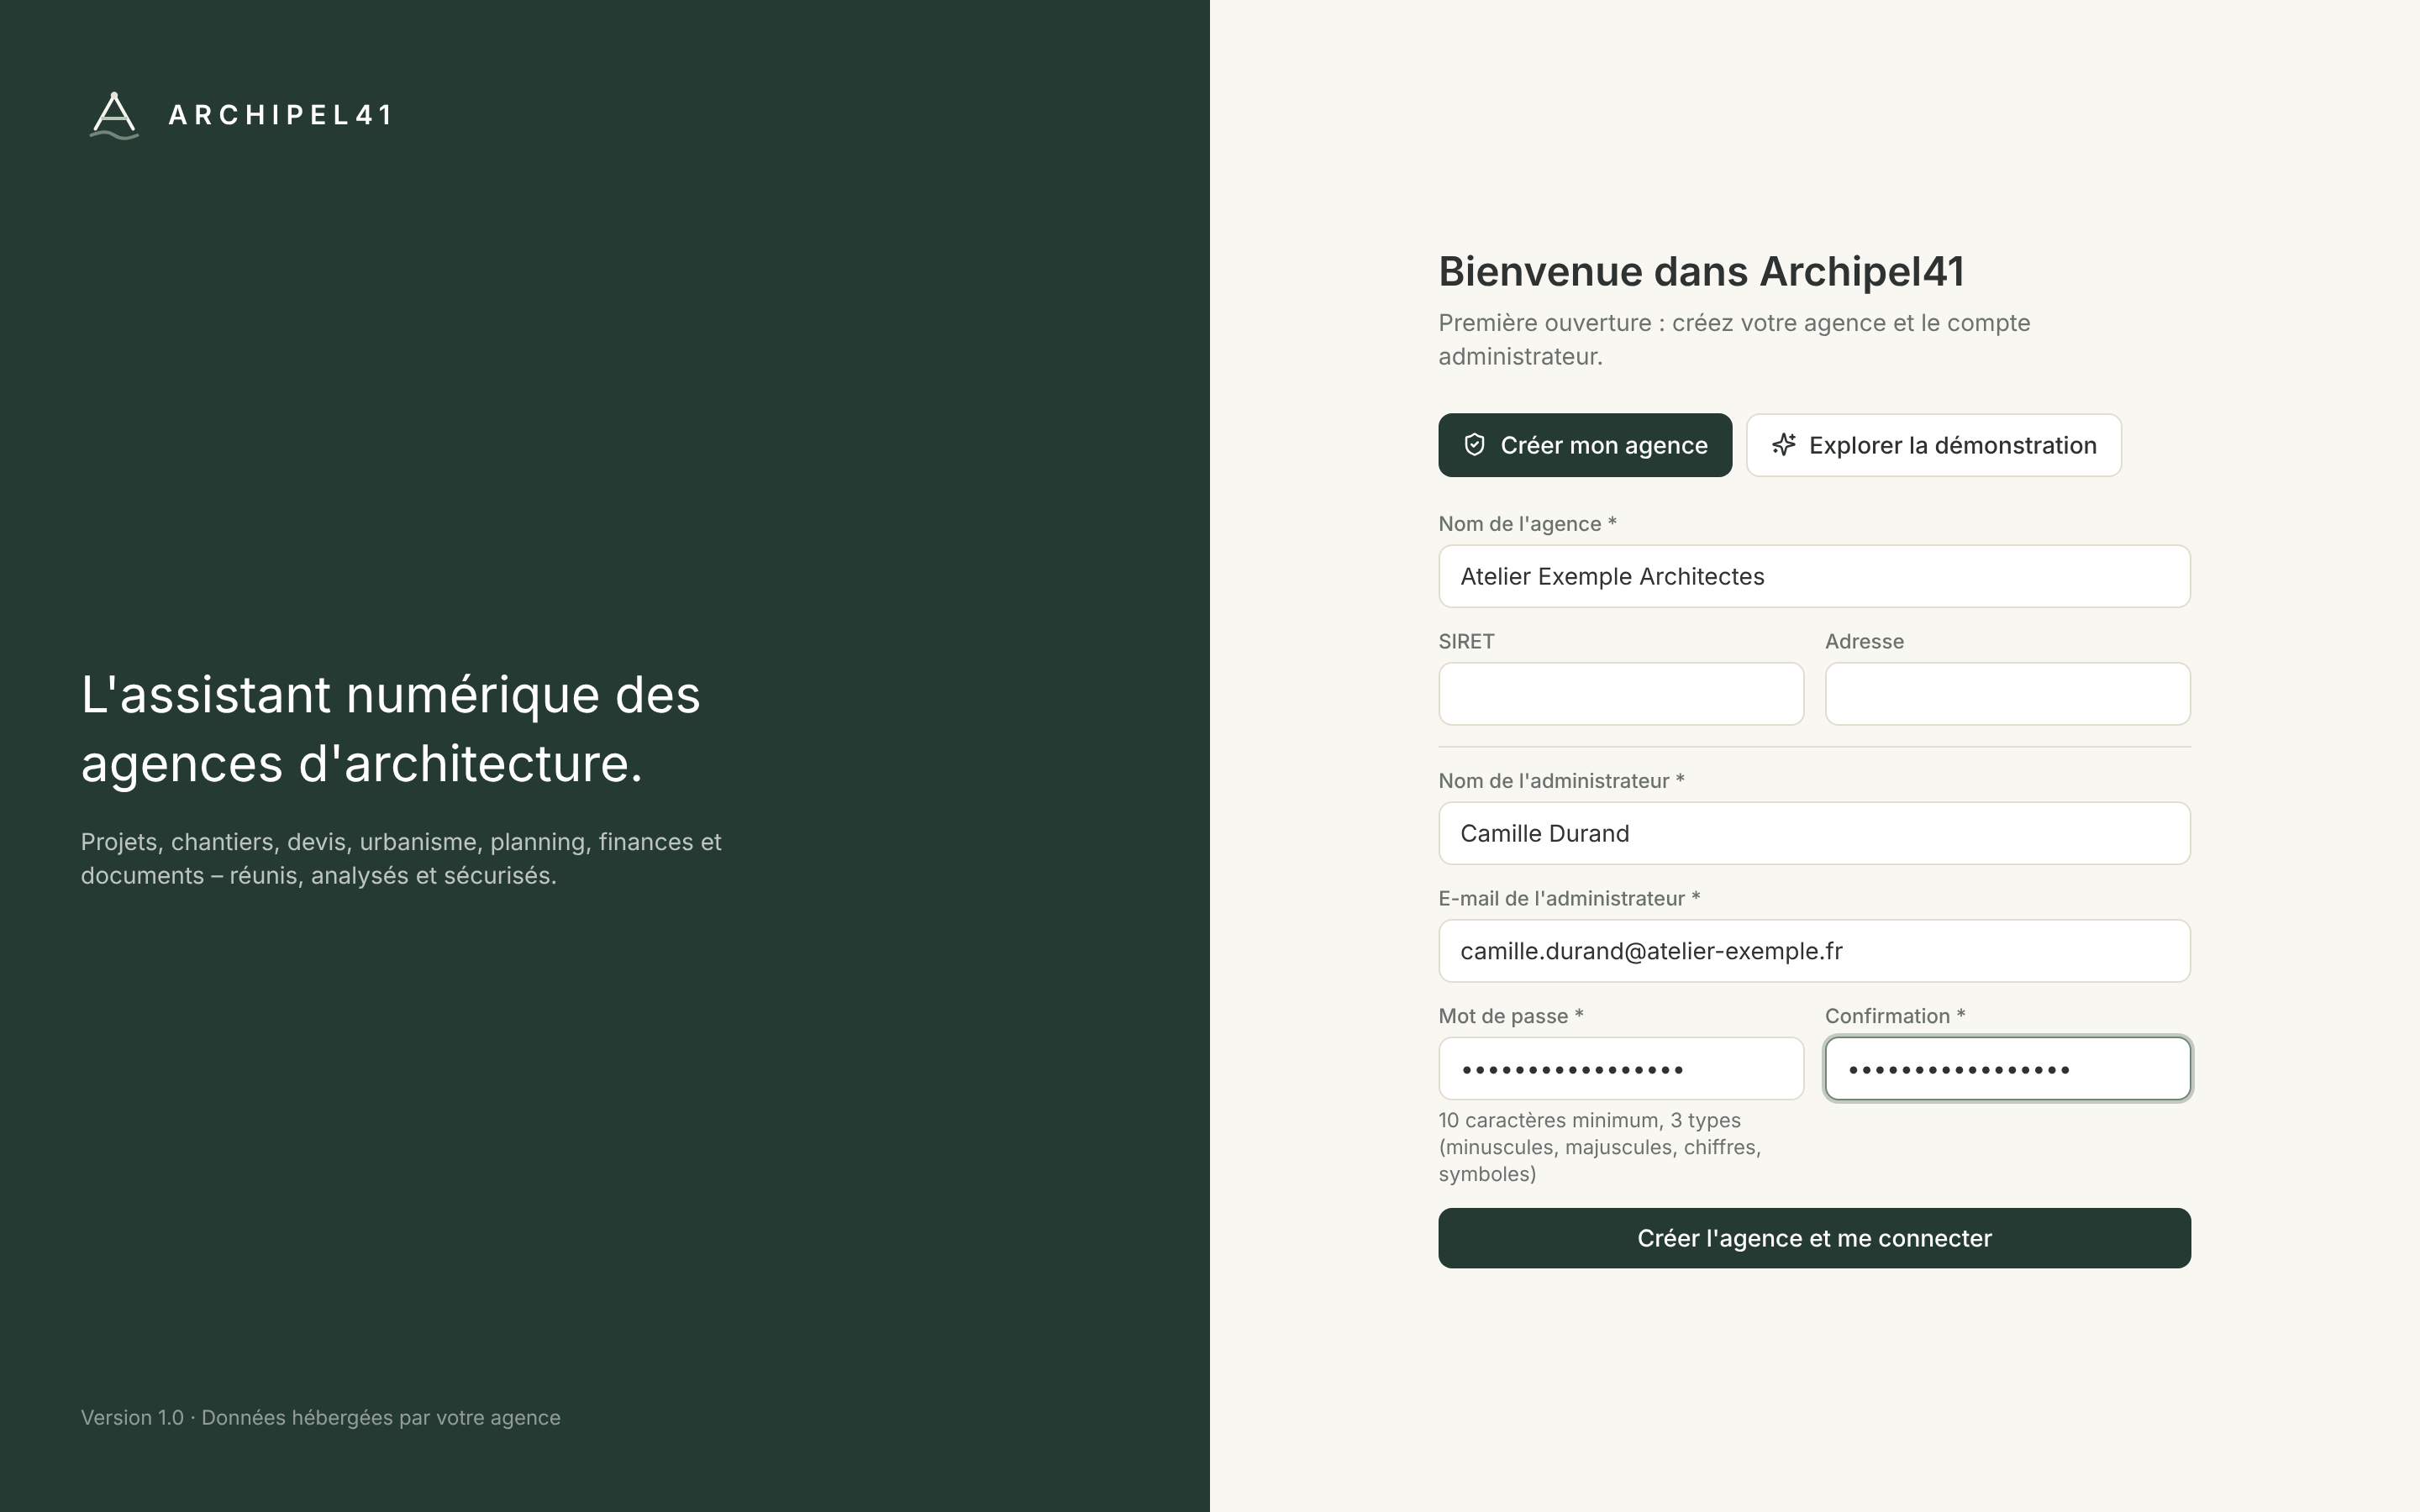 ARCHIPEL41
L'assistant numérique des
agences d'architecture.
Projets, chantiers, devis, urbanisme, planning, finances et
documents – réunis, analysés et sécurisés.
Version 1.0 · Données hébergées par votre agence
Bienvenue dans Archipel41
Première ouverture : créez votre agence et le compte
administrateur.
Créer mon agence
Explorer la démonstration
Nom de l'agence *
Atelier Exemple Architectes
SIRET
Adresse
Nom de l'administrateur *
Camille Durand
E-mail de l'administrateur *
camille.durand@atelier-exemple.fr
Mot de passe *
Confirmation *
•••••••••••••••••
•••••••••••••••••
10 caractères minimum, 3 types
(minuscules, majuscules, chiffres,
symboles)
Créer l'agence et me connecter